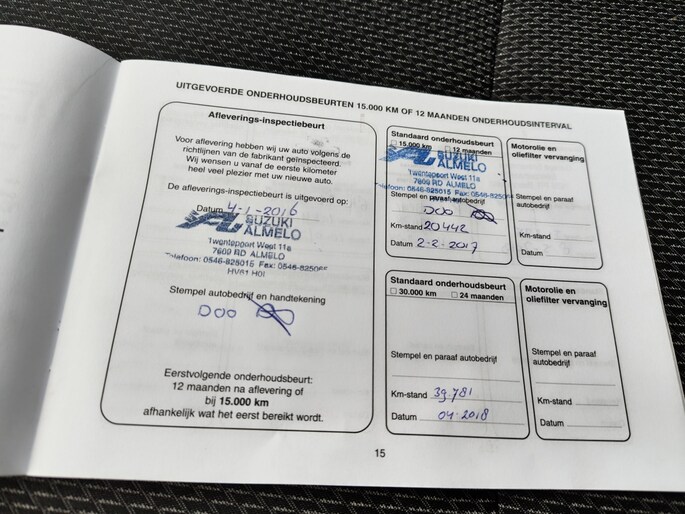 UITGEVOERDE ONDERHOUDSBEURTEN 15.000 KM OF 12 MAANDEN ONDERHOUDSINTERVAL
Afleverings-inspectiebeurt
Voor aflevering hebben wij uw auto volgens de
richtlijnen van de fabrikant geïnspecteerd.
Wij wensen u vanaf de eerste kilometer
heel veel plezier met uw nieuwe auto.
De afleverings-inspectiebeurt is uitgevoerd op:
Datum 4-1-2016
SUZUKI
ALMELO
Twentepoort West 11a
7609 RD ALMELO
Telefoon: 0546-825015 Fax: 0546-825055
Stempel autobedrijf en handtekening
Eerstvolgende onderhoudsbeurt:
12 maanden na aflevering of
bij 15.000 km
afhankelijk wat het eerst bereikt wordt.
Standaard onderhoudsbeurt
15.000 km 12 maanden
SUZUKI
ALMELO
Twentepoort West 11a
7609 RD ALMELO
Telefoon: 0546-825015 Fax: 0546-8250
Stempel en paraaf autobedrijf
Km-stand 20442
Datum 2-2-2017
Motorolie en
oliefilter vervanging
Stempel en paraaf
autobedrijf
Km-stand
Datum
Standaard onderhoudsbeurt
30.000 km 24 maanden
Stempel en paraaf autobedrijf
Km-stand 39.781
Datum 04-2018
Motorolie en
oliefilter vervanging
Stempel en paraaf
autobedrijf
Km-stand
Datum
15